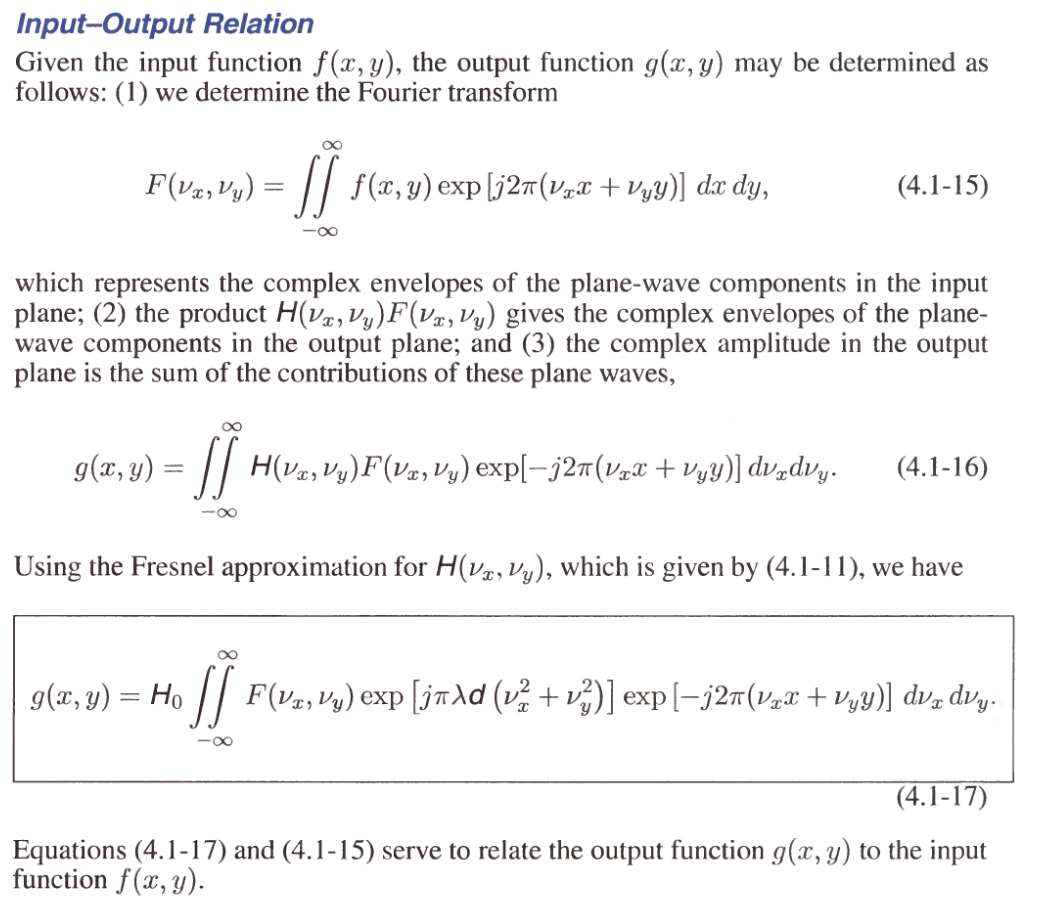 Input–Output Relation
Given the input function f(x, y), the output function g(x, y) may be determined as
follows: (1) we determine the Fourier transform
F(νx, νy) = ∬_{−∞}^{∞} f(x, y) exp [j2π(νxx + νyy)] dx dy, (4.1-15)
which represents the complex envelopes of the plane-wave components in the input
plane; (2) the product H(νx, νy)F(νx, νy) gives the complex envelopes of the plane-
wave components in the output plane; and (3) the complex amplitude in the output
plane is the sum of the contributions of these plane waves,
g(x, y) = ∬_{−∞}^{∞} H(νx, νy)F(νx, νy) exp[−j2π(νxx + νyy)] dνxdνy. (4.1-16)
Using the Fresnel approximation for H(νx, νy), which is given by (4.1-11), we have
g(x, y) = H0 ∬_{−∞}^{∞} F(νx, νy) exp [jπλd (νx² + νy²)] exp [−j2π(νxx + νyy)] dνx dνy.
(4.1-17)
Equations (4.1-17) and (4.1-15) serve to relate the output function g(x, y) to the input
function f(x, y).